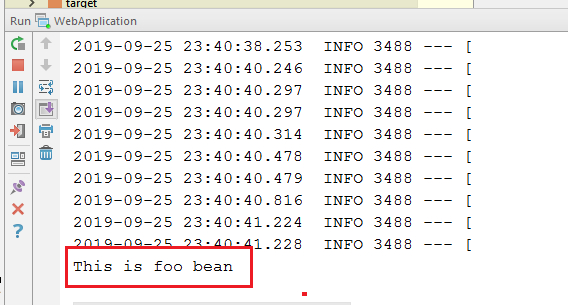 target
Run WebApplication
2019-09-25 23:40:38.253  INFO 3488 --- [
2019-09-25 23:40:40.246  INFO 3488 --- [
2019-09-25 23:40:40.297  INFO 3488 --- [
2019-09-25 23:40:40.297  INFO 3488 --- [
2019-09-25 23:40:40.314  INFO 3488 --- [
2019-09-25 23:40:40.478  INFO 3488 --- [
2019-09-25 23:40:40.479  INFO 3488 --- [
2019-09-25 23:40:40.816  INFO 3488 --- [
2019-09-25 23:40:41.224  INFO 3488 --- [
2019-09-25 23:40:41.228  INFO 3488 --- [
This is foo bean